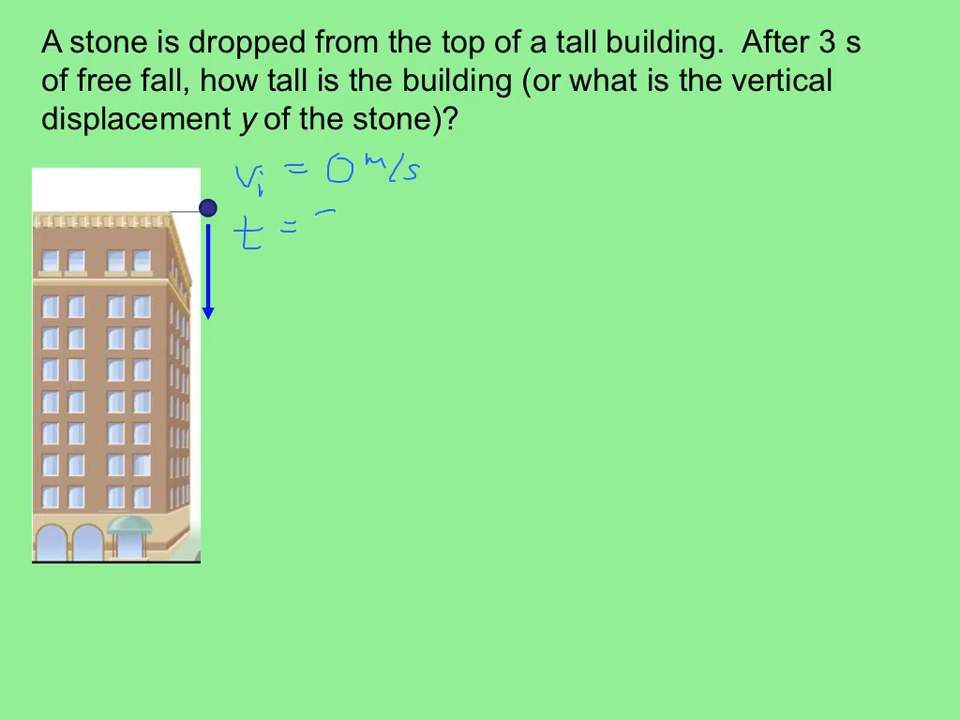 A stone is dropped from the top of a tall building. After 3 s
of free fall, how tall is the building (or what is the vertical
displacement y of the stone)?
vi = 0 m/s
t =